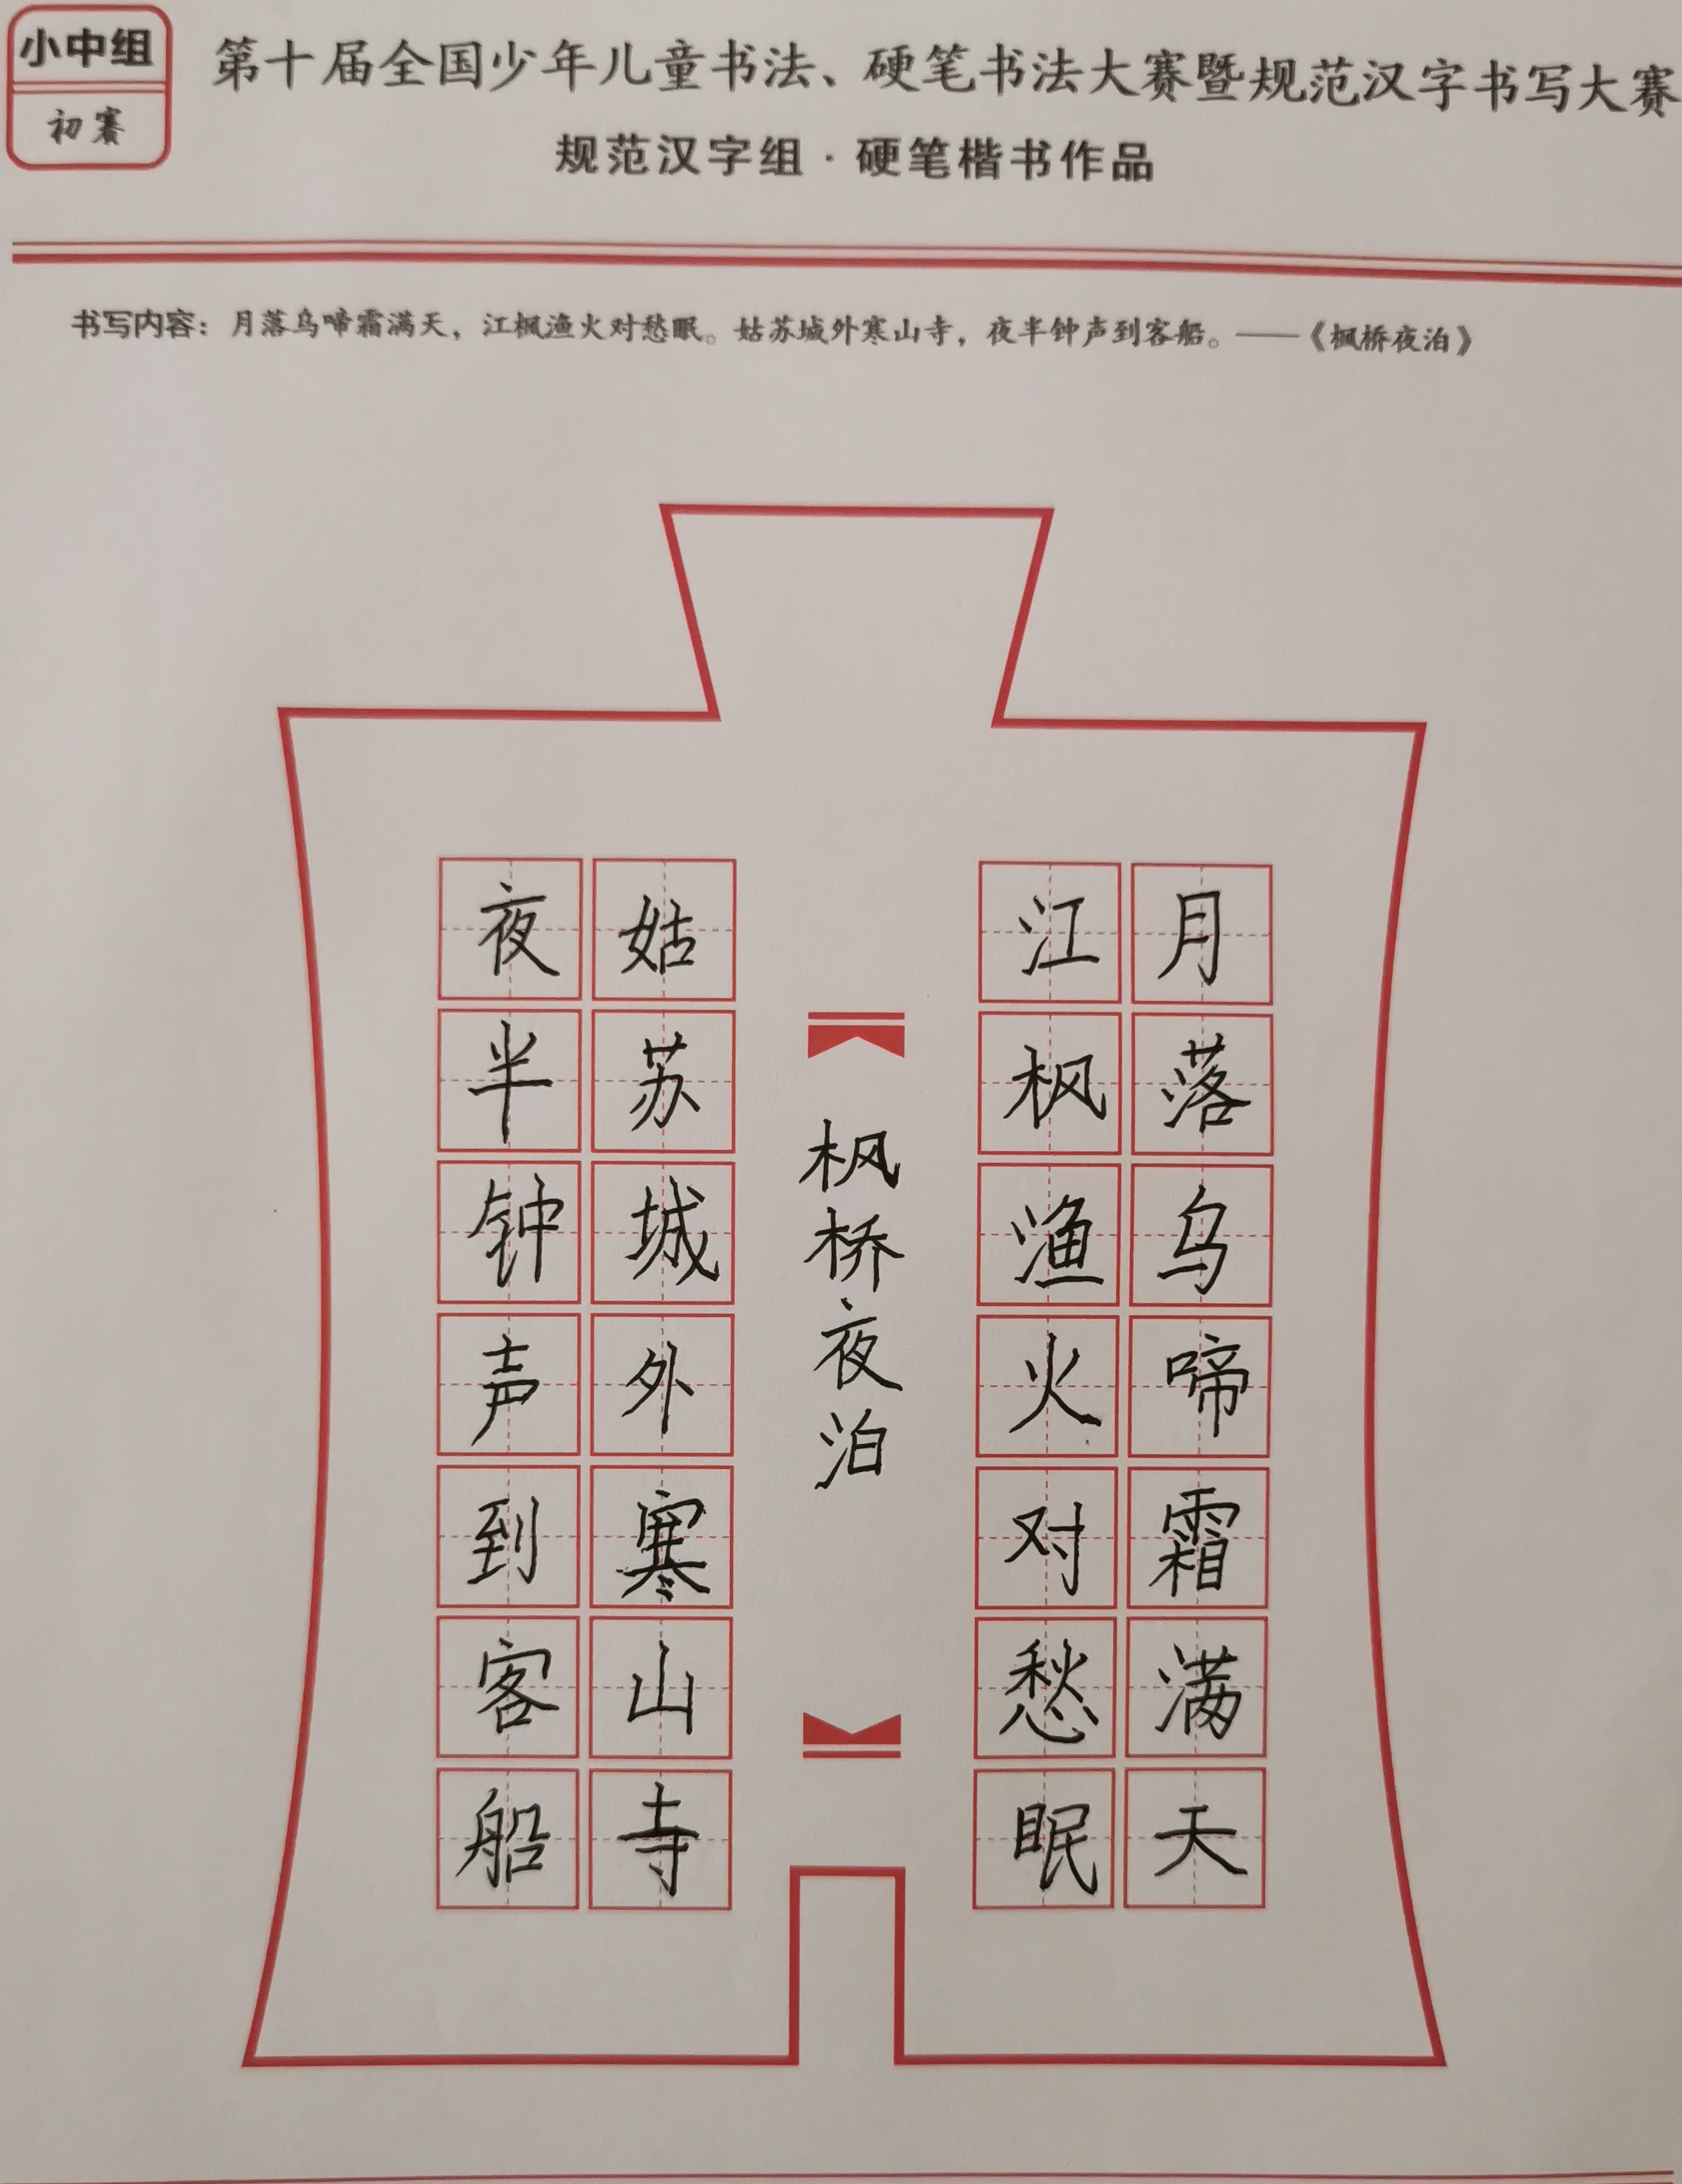 小中组
初赛
第十届全国少年儿童书法、硬笔书法大赛暨规范汉字书写大赛
规范汉字组·硬笔楷书作品
书写内容：月落乌啼霜满天，江枫渔火对愁眠。姑苏城外寒山寺，夜半钟声到客船。——《枫桥夜泊》
月落乌啼霜满天
江枫渔火对愁眠
枫桥夜泊
姑苏城外寒山寺
夜半钟声到客船